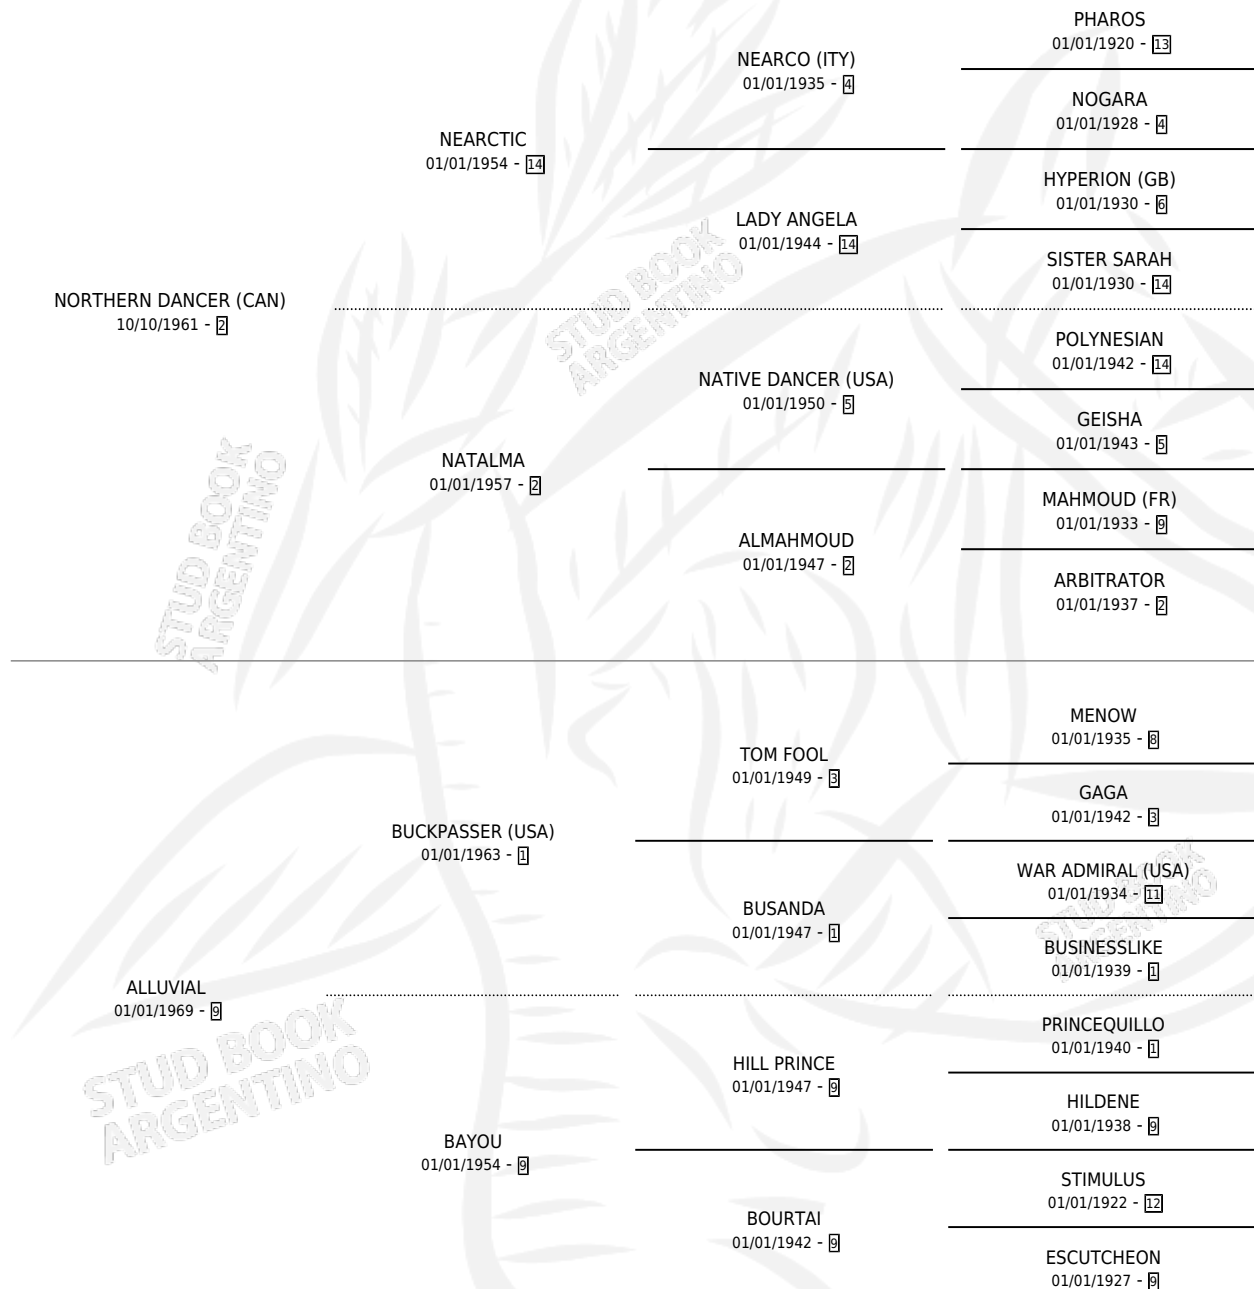 PHAROS
01/01/1920 - 13
NEARCO (ITY)
01/01/1935 - 4
NOGARA
01/01/1928 - 4
NEARCTIC
01/01/1954 - 14
HYPERION (GB)
01/01/1930 - 6
LADY ANGELA
01/01/1944 - 14
SISTER SARAH
01/01/1930 - 14
NORTHERN DANCER (CAN)
10/10/1961 - 2
POLYNESIAN
01/01/1942 - 14
NATIVE DANCER (USA)
01/01/1950 - 5
GEISHA
01/01/1943 - 5
NATALMA
01/01/1957 - 2
MAHMOUD (FR)
01/01/1933 - 9
ALMAHMOUD
01/01/1947 - 2
ARBITRATOR
01/01/1937 - 2
MENOW
01/01/1935 - 8
TOM FOOL
01/01/1949 - 3
GAGA
01/01/1942 - 3
BUCKPASSER (USA)
01/01/1963 - 1
WAR ADMIRAL (USA)
01/01/1934 - 11
BUSANDA
01/01/1947 - 1
BUSINESSLIKE
01/01/1939 - 1
ALLUVIAL
01/01/1969 - 9
PRINCEQUILLO
01/01/1940 - 1
HILL PRINCE
01/01/1947 - 9
HILDENE
01/01/1938 - 9
BAYOU
01/01/1954 - 9
STIMULUS
01/01/1922 - 12
BOURTAI
01/01/1942 - 9
ESCUTCHEON
01/01/1927 - 9
STUD BOOK
ARGENTINO
STUD BOOK
ARGENTINO
STUD BOOK
ARGENTINO
STUD BOOK
ARGENTINO